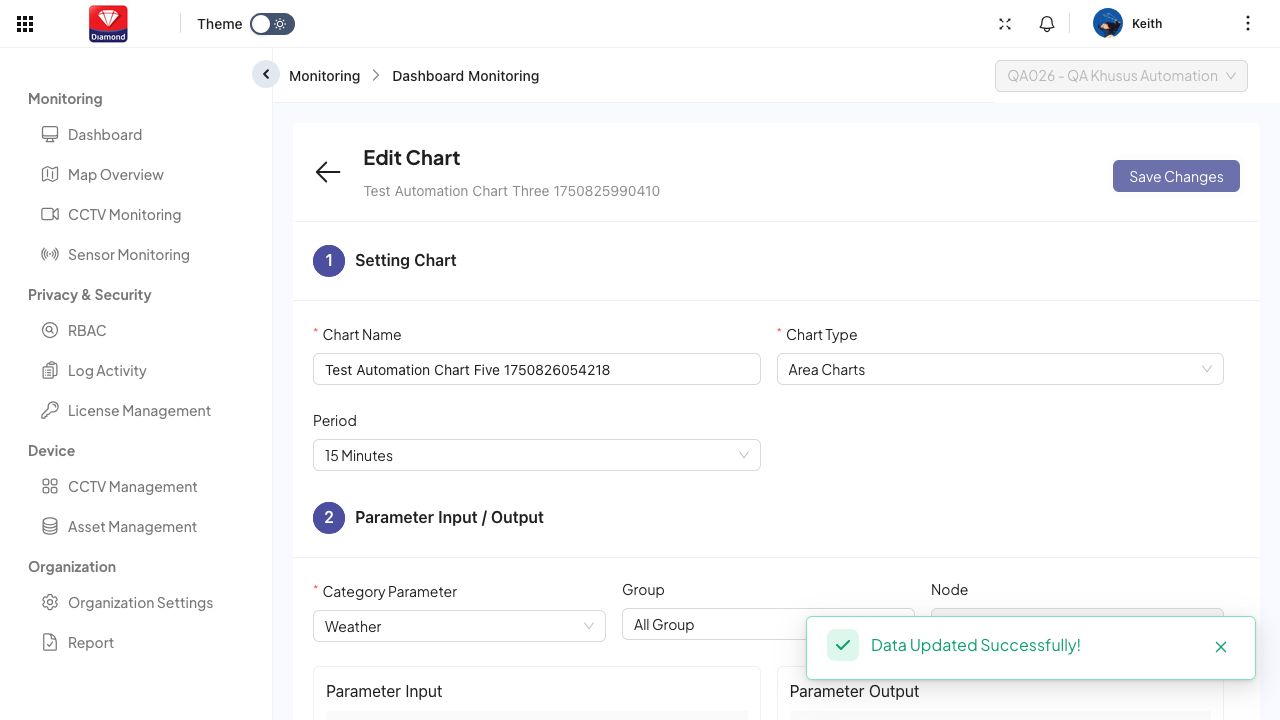 Diamond
Theme
Keith
Monitoring
Dashboard Monitoring
QA026 - QA Khusus Automation
Monitoring
Dashboard
Map Overview
CCTV Monitoring
Sensor Monitoring
Privacy & Security
RBAC
Log Activity
License Management
Device
CCTV Management
Asset Management
Organization
Organization Settings
Report
Edit Chart
Test Automation Chart Three 1750825990410
Save Changes
1 Setting Chart
* Chart Name
* Chart Type
Test Automation Chart Five 1750826054218
Area Charts
Period
15 Minutes
2 Parameter Input / Output
* Category Parameter
Group
Node
Weather
All Group
Data Updated Successfully!
Parameter Input
Parameter Output